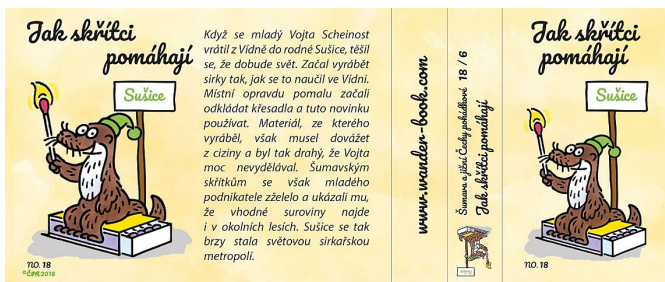 Jak skřítci
pomáhají
Sušice
NO. 18
©ČÁPEK2018
Když se mladý Vojta Scheinost
vrátil z Vídně do rodné Sušice, těšil
se, že dobude svět. Začal vyrábět
sirky tak, jak se to naučil ve Vídni.
Místní opravdu pomalu začali
odkládat křesadla a tuto novinku
používat. Materiál, ze kterého
vyráběl, však musel dovážet
z ciziny a byl tak drahý, že Vojta
moc nevydělával. Šumavským
skřítkům se však mladého
podnikatele zželelo a ukázali mu,
že vhodné suroviny najde
i v okolních lesích. Sušice se tak
brzy stala světovou sirkařskou
metropolí.
www.wander-book.com
Šumava a jižní Čechy pohádkové 18 / 6
Jak skřítci pomáhají
Sušice
Jak skřítci
pomáhají
Sušice
NO. 18